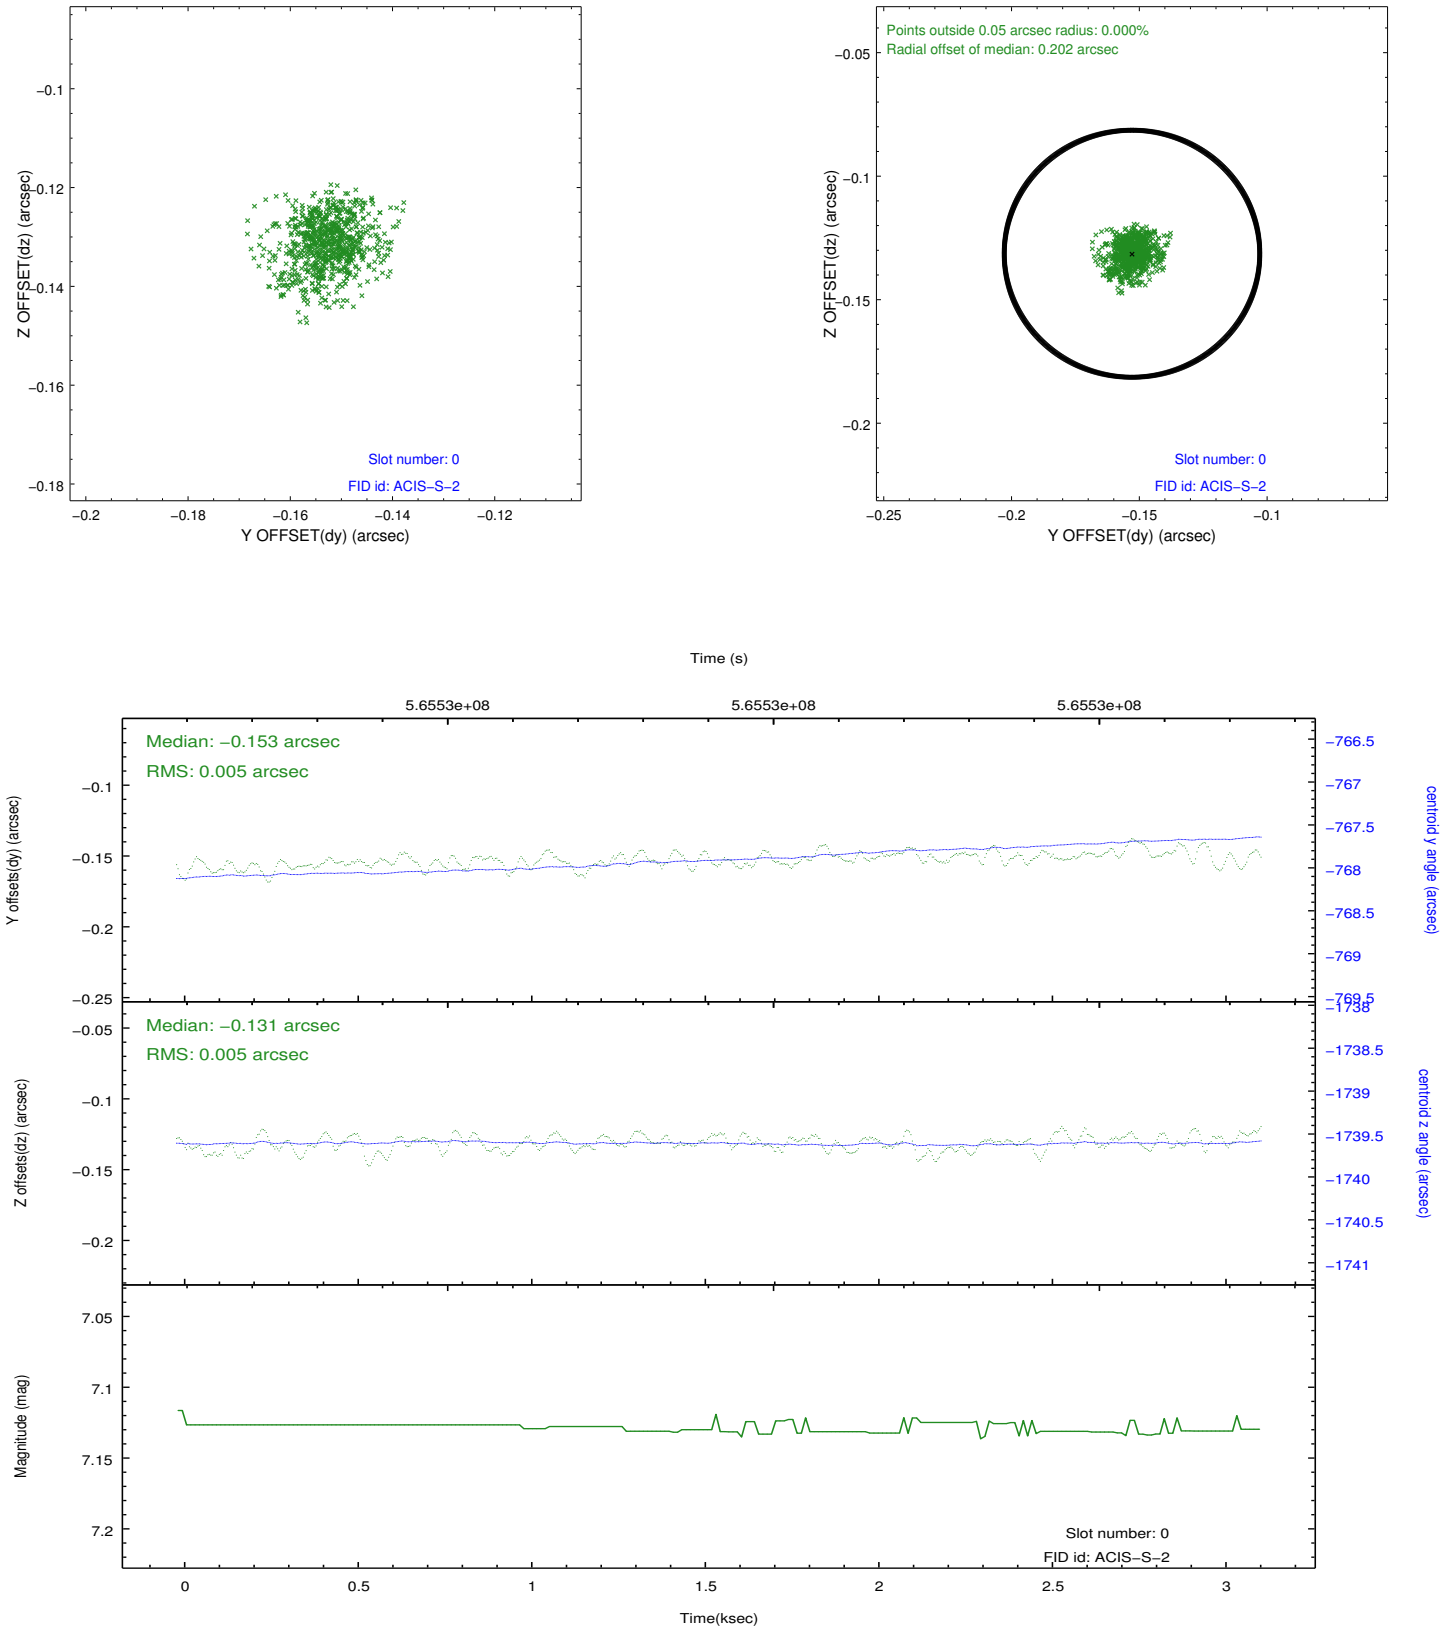 −0.1
−0.12
−0.14
−0.16
−0.18
Z OFFSET(dz) (arcsec)
Slot number: 0
FID id: ACIS−S−2
−0.2
−0.18
−0.16
−0.14
−0.12
Y OFFSET(dy) (arcsec)
Points outside 0.05 arcsec radius: 0.000%
Radial offset of median: 0.202 arcsec
−0.05
−0.1
−0.15
−0.2
Z OFFSET(dz) (arcsec)
Slot number: 0
FID id: ACIS−S−2
−0.25
−0.2
−0.15
−0.1
Y OFFSET(dy) (arcsec)
Time (s)
5.6553e+08
5.6553e+08
5.6553e+08
Median: −0.153 arcsec
RMS: 0.005 arcsec
−0.1
−0.15
−0.2
−0.25
Y offsets(dy) (arcsec)
−766.5
−767
−767.5
−768
−768.5
−769
−769.5
centroid y angle (arcsec)
Median: −0.131 arcsec
RMS: 0.005 arcsec
−0.05
−0.1
−0.15
−0.2
Z offsets(dz) (arcsec)
−1738
−1738.5
−1739
−1739.5
−1740
−1740.5
−1741
centroid z angle (arcsec)
7.05
7.1
7.15
7.2
Magnitude (mag)
Slot number: 0
FID id: ACIS−S−2
0
0.5
1
1.5
2
2.5
3
Time(ksec)